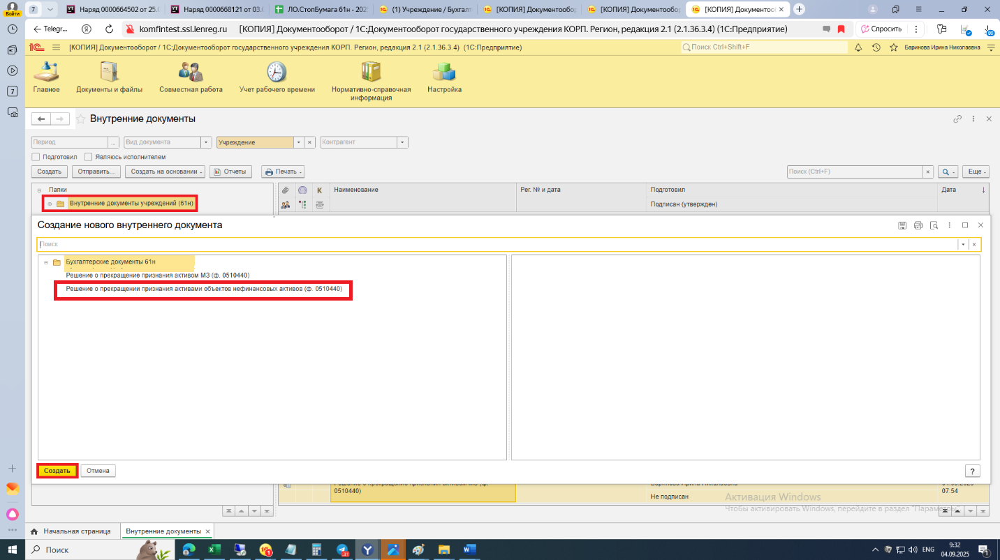 Войти
7
Наряд 0000664502 от 25.0
Наряд 0000668121 от 03.0
ЛО.СтопБумага 61н - 202
(1) Учреждение / Бухгалт
[КОПИЯ] Документообор
[КОПИЯ] Документообор
[КОПИЯ] Документооб
Telegr...
komfintest.ssl.lenreg.ru
[КОПИЯ] Документооборот / 1С:Документооборот государственного учреждения КОРП. Регион, редакция 2.1 (2.1.36.3.4) (1С:Предприятие)
Спросить
80
[КОПИЯ] Документооборот / 1С:Документооборот государственного учреждения КОРП. Регион, редакция 2.1 (2.1.36.3.4) (1С:Предприятие)
Поиск Ctrl+Shift+F
Баринова Ирина Николаевна
7
Главное
Документы и файлы
Совместная работа
Учет рабочего времени
Нормативно-справочная
информация
Настройка
Внутренние документы
Период
...
Вид документа
Учреждение
Контрагент
Подготовил
Являюсь исполнителем
Создать
Отправить...
Создать на основании
Отчеты
Печать
Поиск (Ctrl+F)
Еще
Папки
Внутренние документы учреждений (61н)
К
Наименование
Рег. № и дата
Подготовил
Дата
Подписан (утвержден)
Создание нового внутреннего документа
Поиск
Бухгалтерские документы 61н
Решение о прекращение признания активом МЗ (ф. 0510440)
Решение о прекращении признания активами объектов нефинансовых активов (ф. 0510440)
Создать
Отмена
?
0510440)
07:54
Не подписан
Активация Windows
Чтобы активировать Windows, перейдите в раздел "Параметры".
Начальная страница
Внутренние документы
Поиск
ENG
9:32
04.09.2025